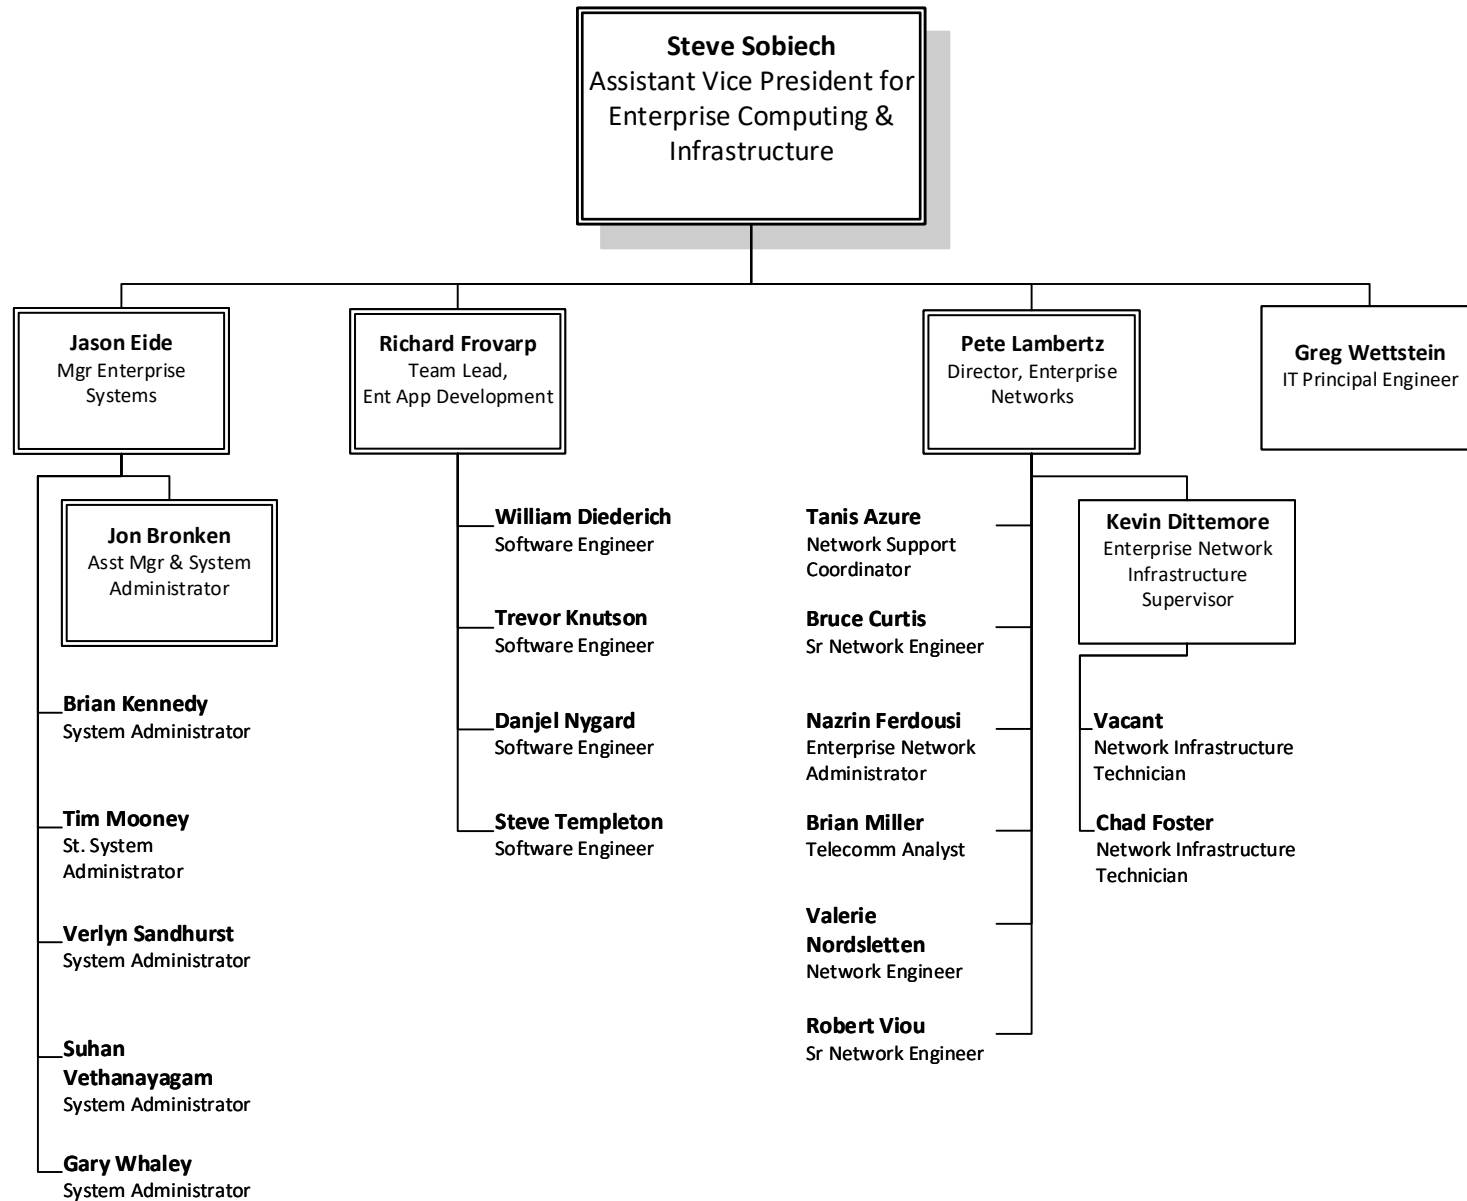 Steve Sobiech
Assistant Vice President for
Enterprise Computing &
Infrastructure
Jason Eide
Mgr Enterprise
Systems
Richard Frovarp
Team Lead,
Ent App Development
Pete Lambertz
Director, Enterprise
Networks
Greg Wettstein
IT Principal Engineer
Jon Bronken
Asst Mgr & System
Administrator
Brian Kennedy
System Administrator
Tim Mooney
St. System
Administrator
Verlyn Sandhurst
System Administrator
Suhan
Vethanayagam
System Administrator
Gary Whaley
System Administrator
William Diederich
Software Engineer
Trevor Knutson
Software Engineer
Danjel Nygard
Software Engineer
Steve Templeton
Software Engineer
Tanis Azure
Network Support
Coordinator
Bruce Curtis
Sr Network Engineer
Nazrin Ferdousi
Enterprise Network
Administrator
Brian Miller
Telecomm Analyst
Valerie
Nordsletten
Network Engineer
Robert Viou
Sr Network Engineer
Kevin Dittemore
Enterprise Network
Infrastructure
Supervisor
Vacant
Network Infrastructure
Technician
Chad Foster
Network Infrastructure
Technician